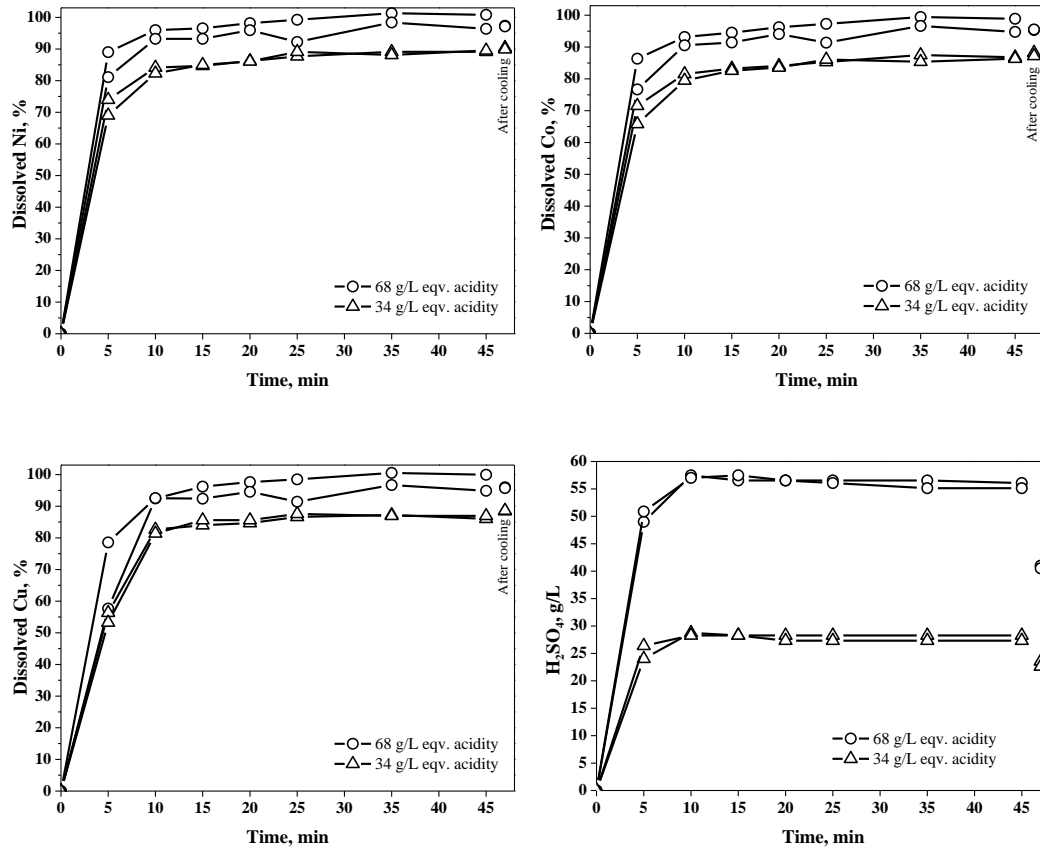 100
90
80
70
60
50
40
30
20
10
0
Dissolved Ni, %
After cooling
68 g/L eqv. acidity
34 g/L eqv. acidity
0 5 10 15 20 25 30 35 40 45
Time, min
100
90
80
70
60
50
40
30
20
10
0
Dissolved Co, %
After cooling
68 g/L eqv. acidity
34 g/L eqv. acidity
0 5 10 15 20 25 30 35 40 45
Time, min
100
90
80
70
60
50
40
30
20
10
0
Dissolved Cu, %
After cooling
68 g/L eqv. acidity
34 g/L eqv. acidity
0 5 10 15 20 25 30 35 40 45
Time, min
60
55
50
45
40
35
30
25
20
15
10
5
0
H₂SO₄, g/L
68 g/L eqv. acidity
34 g/L eqv. acidity
0 5 10 15 20 25 30 35 40 45
Time, min